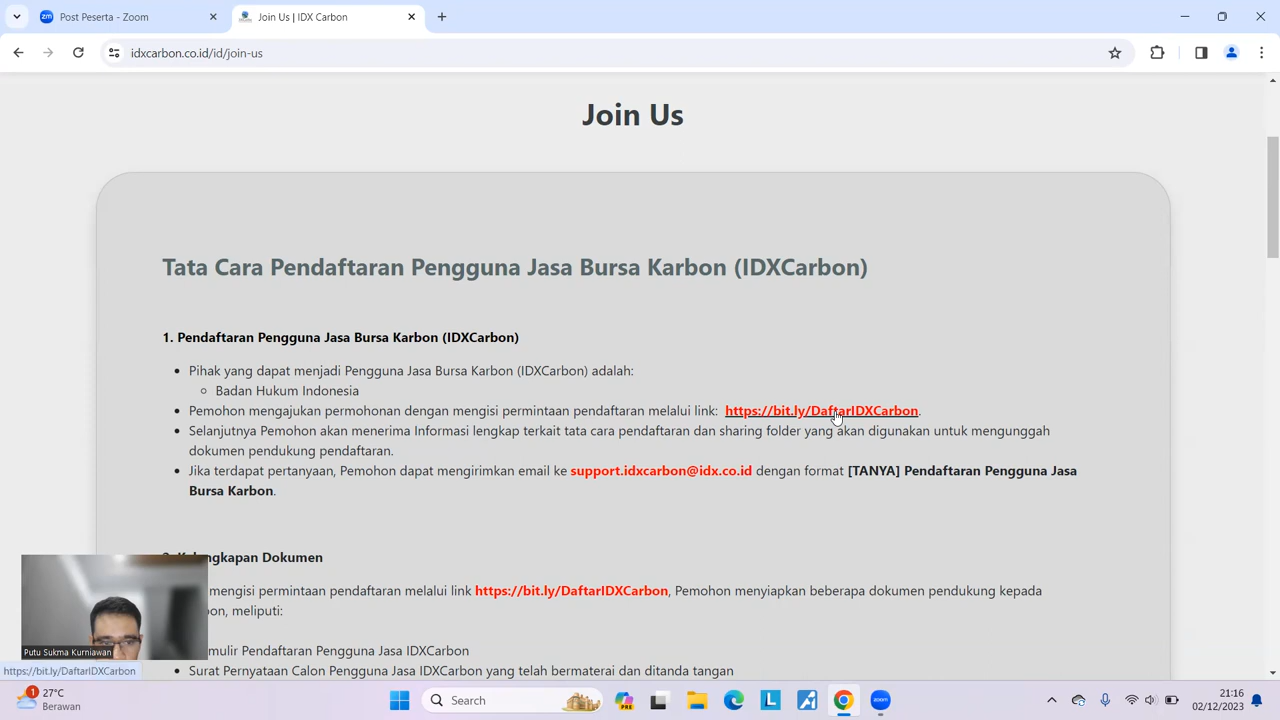 Post Peserta - Zoom
Join Us | IDX Carbon
idxcarbon.co.id/id/join-us
Join Us
Tata Cara Pendaftaran Pengguna Jasa Bursa Karbon (IDXCarbon)
1. Pendaftaran Pengguna Jasa Bursa Karbon (IDXCarbon)
Pihak yang dapat menjadi Pengguna Jasa Bursa Karbon (IDXCarbon) adalah:
Badan Hukum Indonesia
Pemohon mengajukan permohonan dengan mengisi permintaan pendaftaran melalui link: https://bit.ly/DaftarIDXCarbon.
Selanjutnya Pemohon akan menerima Informasi lengkap terkait tata cara pendaftaran dan sharing folder yang akan digunakan untuk mengunggah
dokumen pendukung pendaftaran.
Jika terdapat pertanyaan, Pemohon dapat mengirimkan email ke support.idxcarbon@idx.co.id dengan format [TANYA] Pendaftaran Pengguna Jasa
Bursa Karbon.
Dokumen
mengisi permintaan pendaftaran melalui link https://bit.ly/DaftarIDXCarbon, Pemohon menyiapkan beberapa dokumen pendukung kepada
meliputi:
Pendaftaran Pengguna Jasa IDXCarbon
Surat Pernyataan Calon Pengguna Jasa IDXCarbon yang telah bermaterai dan ditanda tangan
Putu Sukma Kurniawan
https://bit.ly/DaftarIDXCarbon
1
27°C
Berawan
Search
PRE
zoom
21:16
02/12/2023